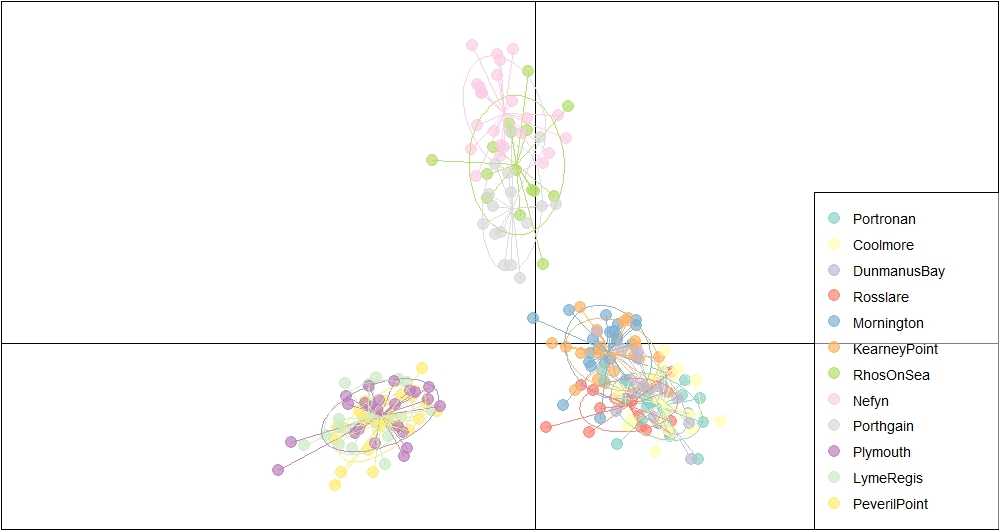 Portronan
Coolmore
DunmanusBay
Rosslare
Mornington
KearneyPoint
RhosOnSea
Nefyn
Porthgain
Plymouth
LymeRegis
PeverilPoint